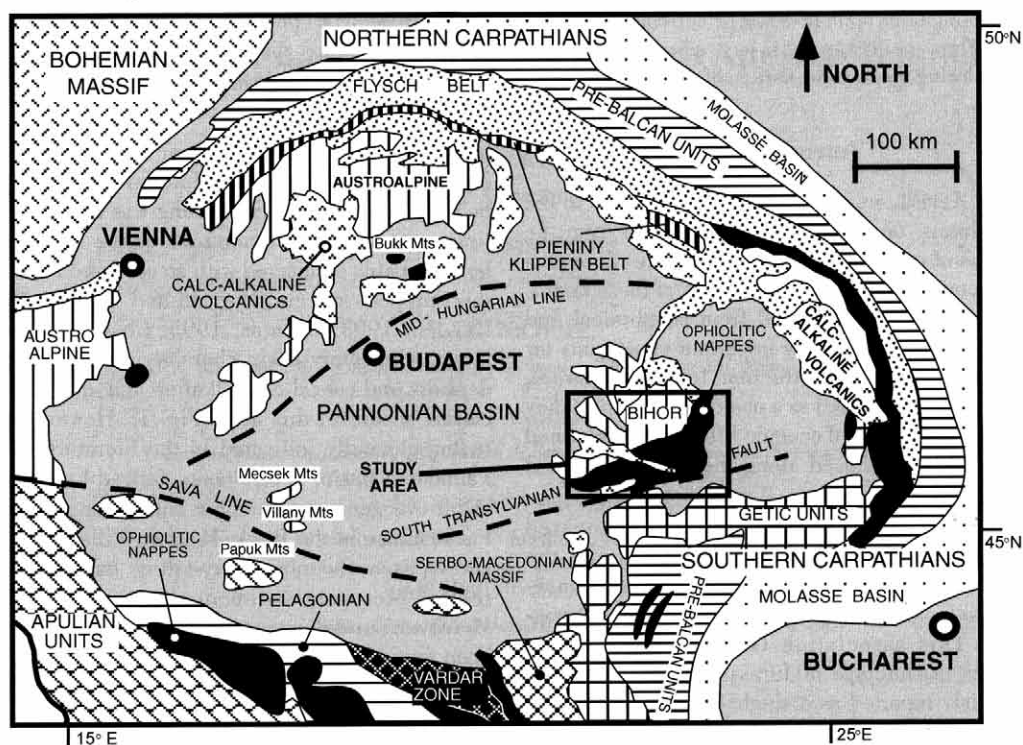 50°N
NORTHERN CARPATHIANS
BOHEMIAN
MASSIF
NORTH
FLYSCH BELT
PRE-BALCAN UNITS
MOLASSE BASIN
100 km
AUSTROALPINE
VIENNA
Bukk Mts
PIENINY
KLIPPEN BELT
CALC-ALKALINE
VOLCANICS
MID-HUNGARIAN LINE
CALC-
ALKALINE
VOLCANICS
AUSTRO
ALPINE
OPHIOLITIC
NAPPES
BUDAPEST
PANNONIAN BASIN
BIHOR
STUDY
AREA
FAULT
Mecsek Mts
SAVA LINE
Villany Mts
SOUTH TRANSYLVANIAN
GETIC UNITS
OPHIOLITIC
NAPPES
Papuk Mts
45°N
SERBO-MACEDONIAN
MASSIF
SOUTHERN CARPATHIANS
PELAGONIAN
MOLASSE BASIN
APULIAN
UNITS
PRE-BALCAN
UNITS
BUCHAREST
VARDAR
ZONE
15°E
25°E